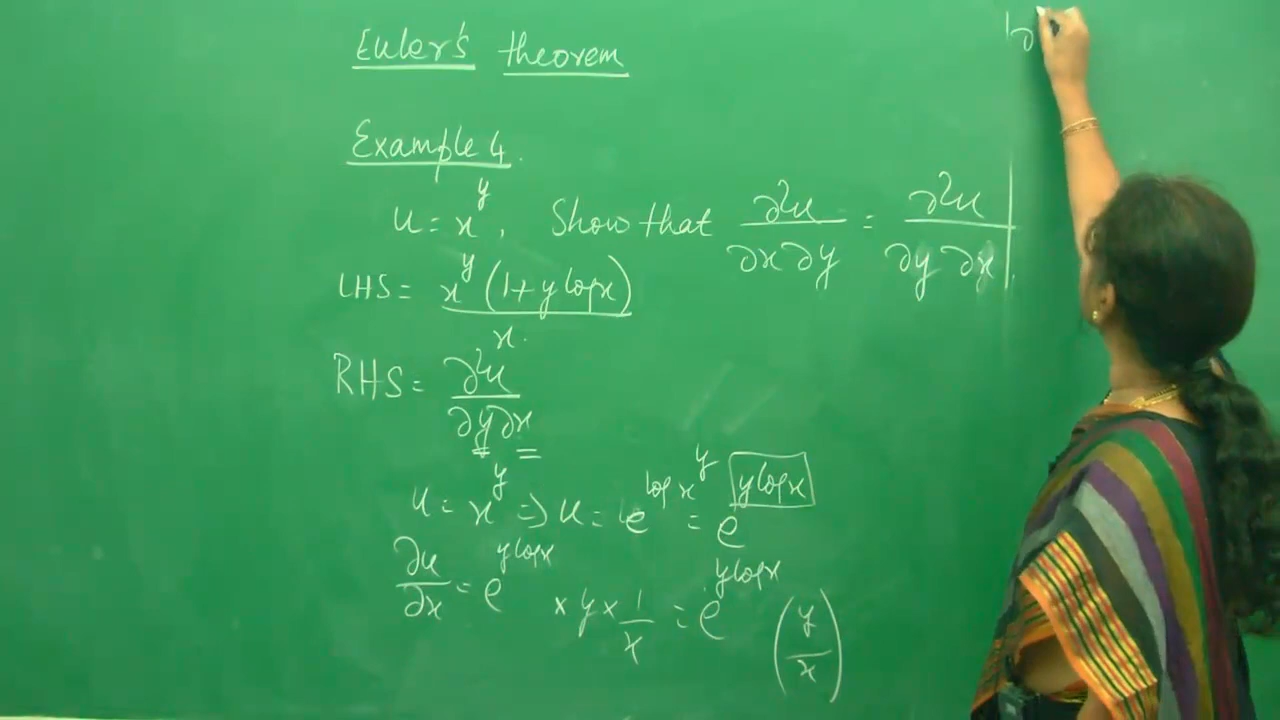 Euler's theorem
Example 4.
u = x^y, Show that ∂²u/∂x∂y = ∂²u/∂y∂x.
LHS = x^y (1 + y log x)/x.
RHS = ∂²u/∂y∂x
u = x^y ⇒ u = e^(log x^y) = e^(y log x)
∂u/∂x = e^(y log x) × y × 1/x = e^(y log x) (y/x)